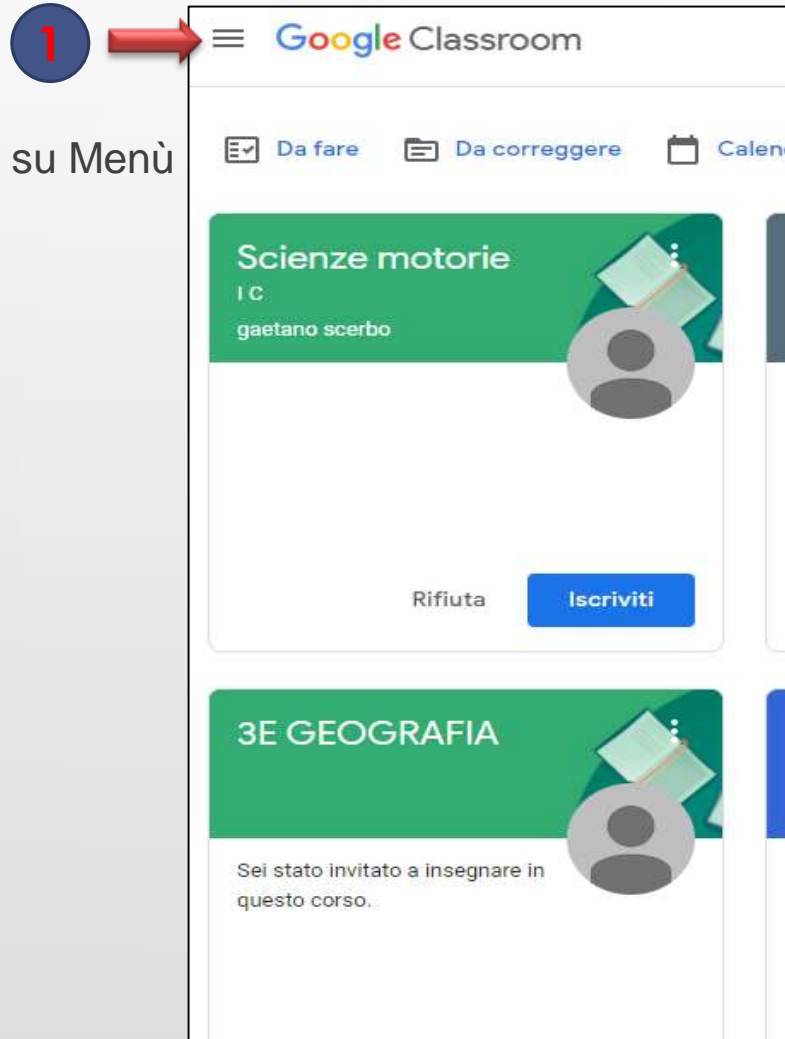 1
Google Classroom
su Menù
Da fare Da correggere
Scienze motorie
I C
gaetano scerbo
Rifiuta Iscriviti
3E GEOGRAFIA
Sei stato invitato a insegnare in
questo corso.